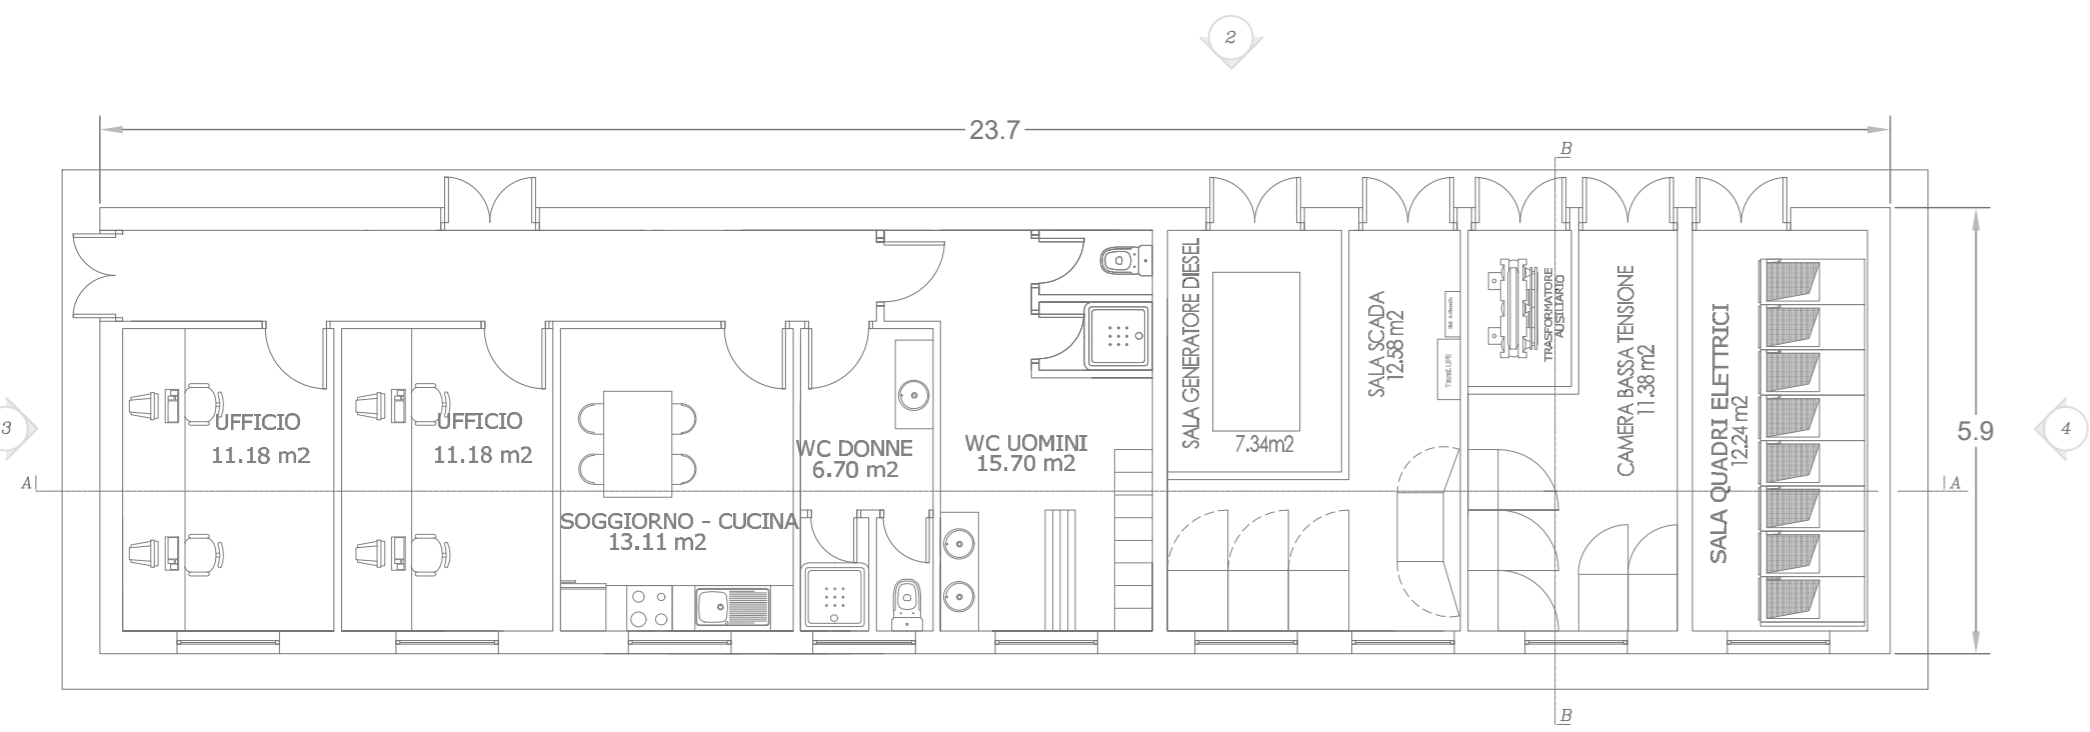 2
23.7
B
5.9
3
4
A
A
UFFICIO
11.18 m2
UFFICIO
11.18 m2
SOGGIORNO - CUCINA
13.11 m2
WC DONNE
6.70 m2
WC UOMINI
15.70 m2
SALA GENERATORE DIESEL
7.34m2
SALA SCADA
12.58 m2
TRASFORMATORE
AUSILIARIO
CAMERA BASSA TENSIONE
11.38 m2
SALA QUADRI ELETTRICI
12.24 m2
B